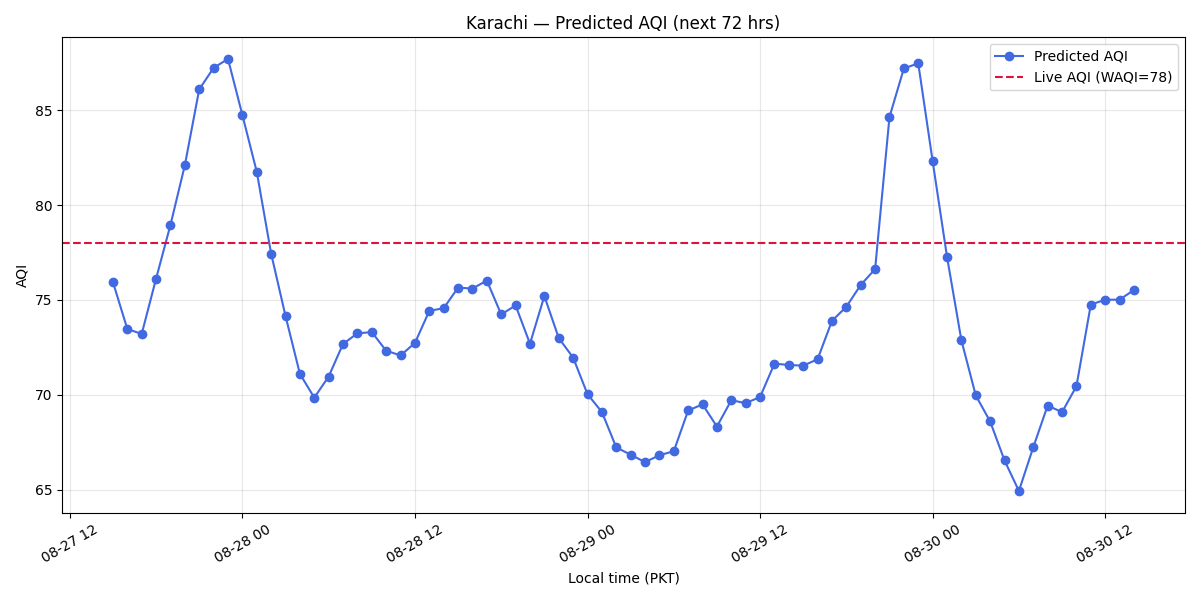 Karachi — Predicted AQI (next 72 hrs)
Predicted AQI
Live AQI (WAQI=78)
AQI
85
80
75
70
65
08-27 12
08-28 00
08-28 12
08-29 00
08-29 12
08-30 00
08-30 12
Local time (PKT)